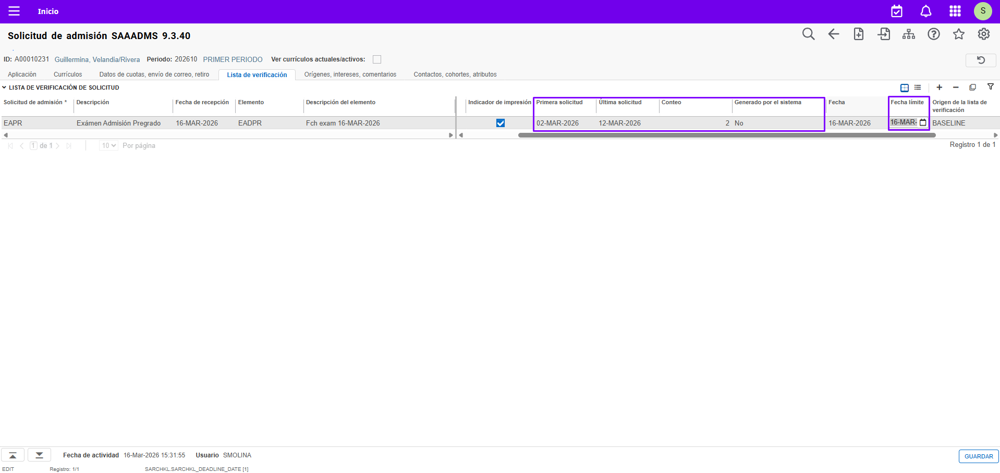 Inicio
S
Solicitud de admisión SAAADMS 9.3.40
ID: A00010231 Guillermina, Velandia/Rivera Periodo: 202610 PRIMER PERIODO Ver currículos actuales/activos:
Aplicación Currículos Datos de cuotas, envío de correo, retiro Lista de verificación Orígenes, intereses, comentarios Contactos, cohortes, atributos
LISTA DE VERIFICACIÓN DE SOLICITUD
Solicitud de admisión * Descripción Fecha de recepción Elemento Descripción del elemento Indicador de impresión Primera solicitud Última solicitud Conteo Generado por el sistema Fecha Fecha límite Origen de la lista de
verificación
EAPR Exámen Admisión Pregrado 16-MAR-2026 EADPR Fch exam 16-MAR-2026 02-MAR-2026 12-MAR-2026 2 No 16-MAR-2026 16-MAR- BASELINE
1 de 1 10 Por página Registro 1 de 1
Fecha de actividad 16-Mar-2026 15:31:55 Usuario SMOLINA GUARDAR
EDIT Registro: 1/1 SARCHKL.SARCHKL_DEADLINE_DATE [1]